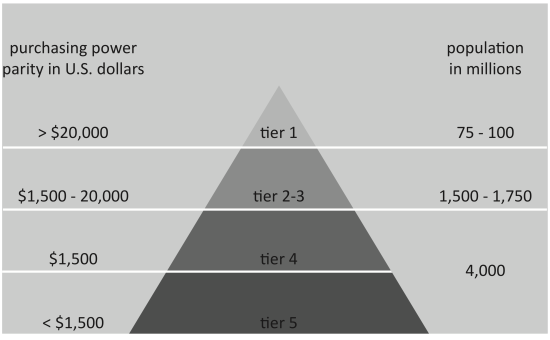 purchasing power
parity in U.S. dollars
population
in millions
> $20,000
tier 1
75 - 100
$1,500 - 20,000
tier 2-3
1,500 - 1,750
$1,500
tier 4
4,000
< $1,500
tier 5